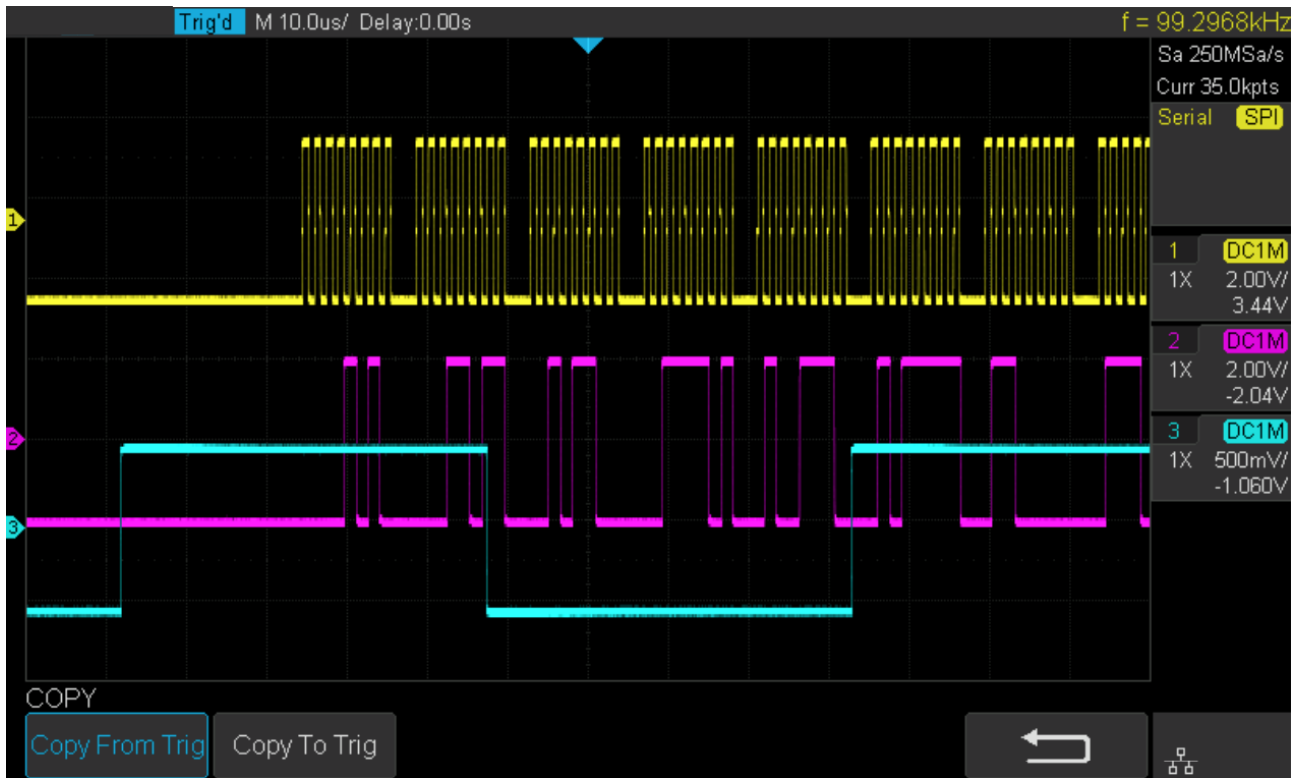 Trig'd M 10.0us/ Delay:0.00s f = 99.2968kHz
Sa 250MSa/s
Curr 35.0kpts
Serial SPI
1
1 DC1M
1X 2.00V/
3.44V
2 DC1M
1X 2.00V/
-2.04V
2
3 DC1M
1X 500mV/
-1.060V
3
COPY
Copy From Trig Copy To Trig